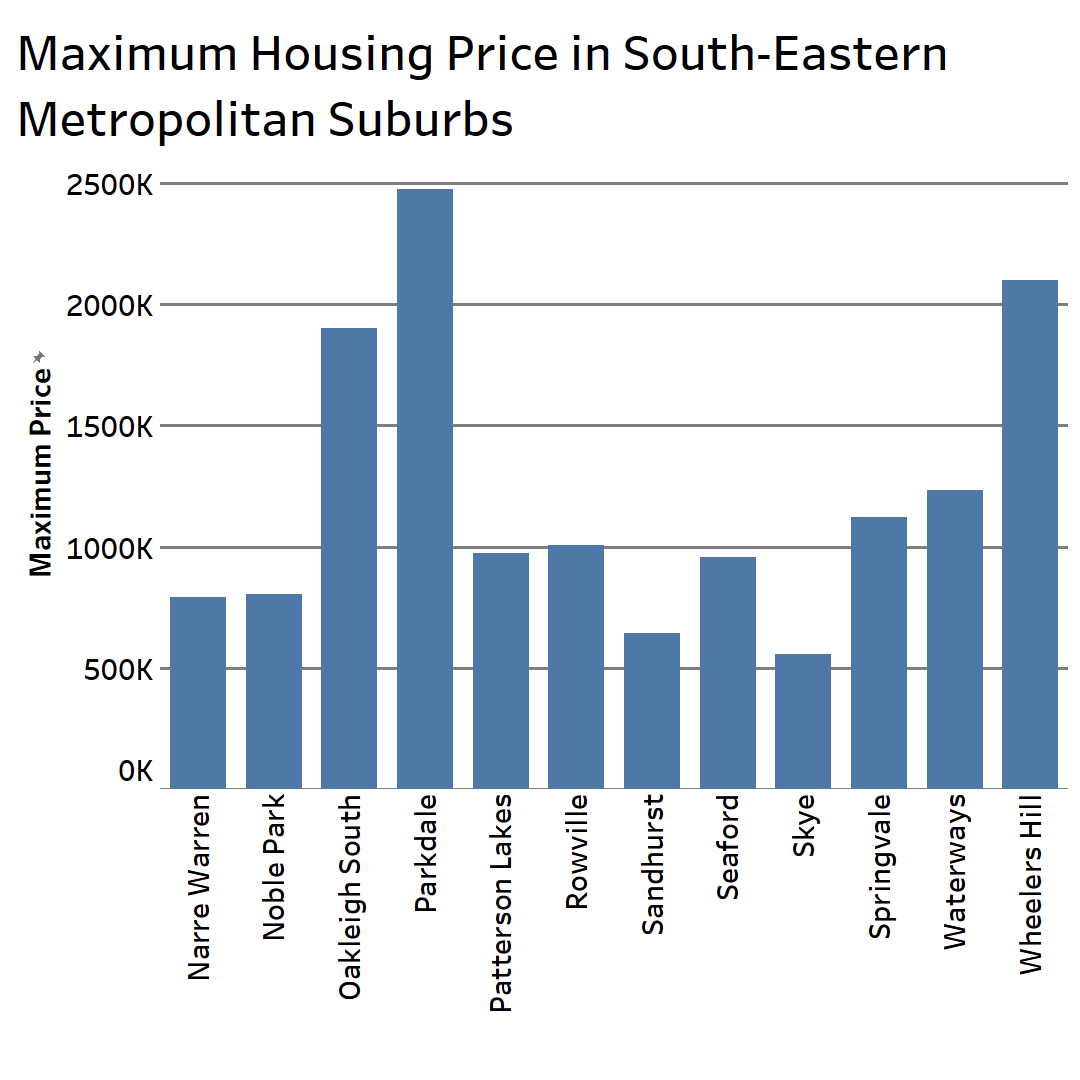 Maximum Housing Price in South-Eastern
Metropolitan Suburbs
Maximum Price
2500K
2000K
1500K
1000K
500K
0K
Narre Warren
Noble Park
Oakleigh South
Parkdale
Patterson Lakes
Rowville
Sandhurst
Seaford
Skye
Springvale
Waterways
Wheelers Hill